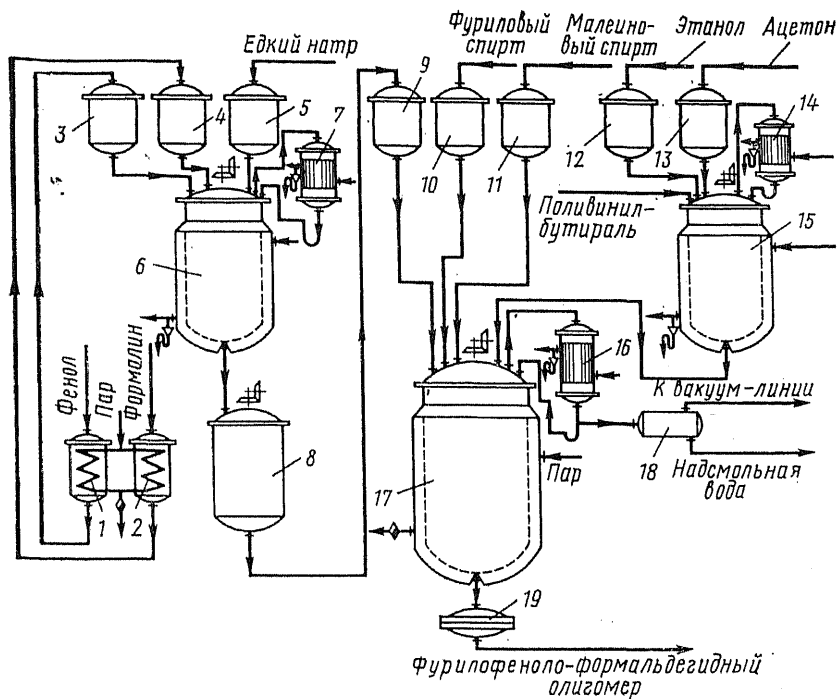 Едкий натр
Фуриловый
спирт
Малеино-
вый спирт
Этанол
Ацетон
3
4
5
7
9
10
11
12
13
14
Поливинил-
бутираль
15
6
16
К вакуум-линии
Фенол
Пар
Формалин
8
17
Пар
18
Надсмольная
вода
1
2
19
Фурилофеноло-формальдегидный
олигомер